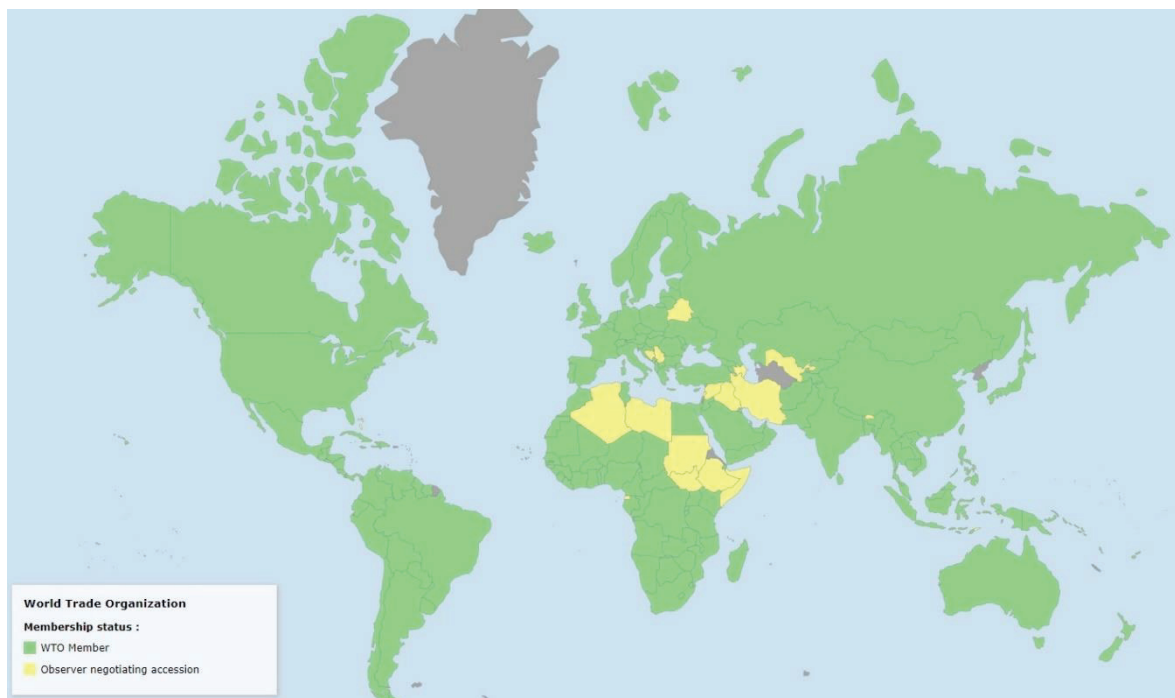 World Trade Organization
Membership status :
WTO Member
Observer negotiating accession